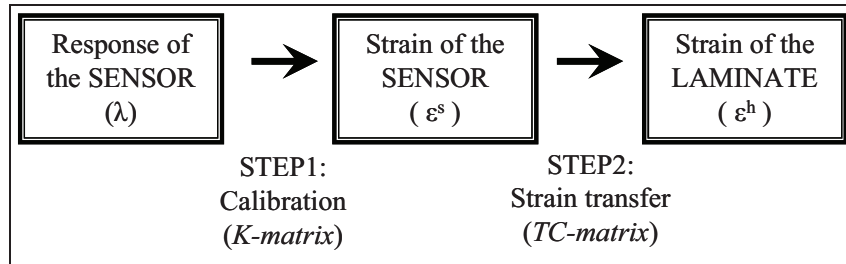 Response of
the SENSOR
(λ)
Strain of the
SENSOR
( εˢ )
Strain of the
LAMINATE
( εʰ )
STEP1:
Calibration
(K-matrix)
STEP2:
Strain transfer
(TC-matrix)